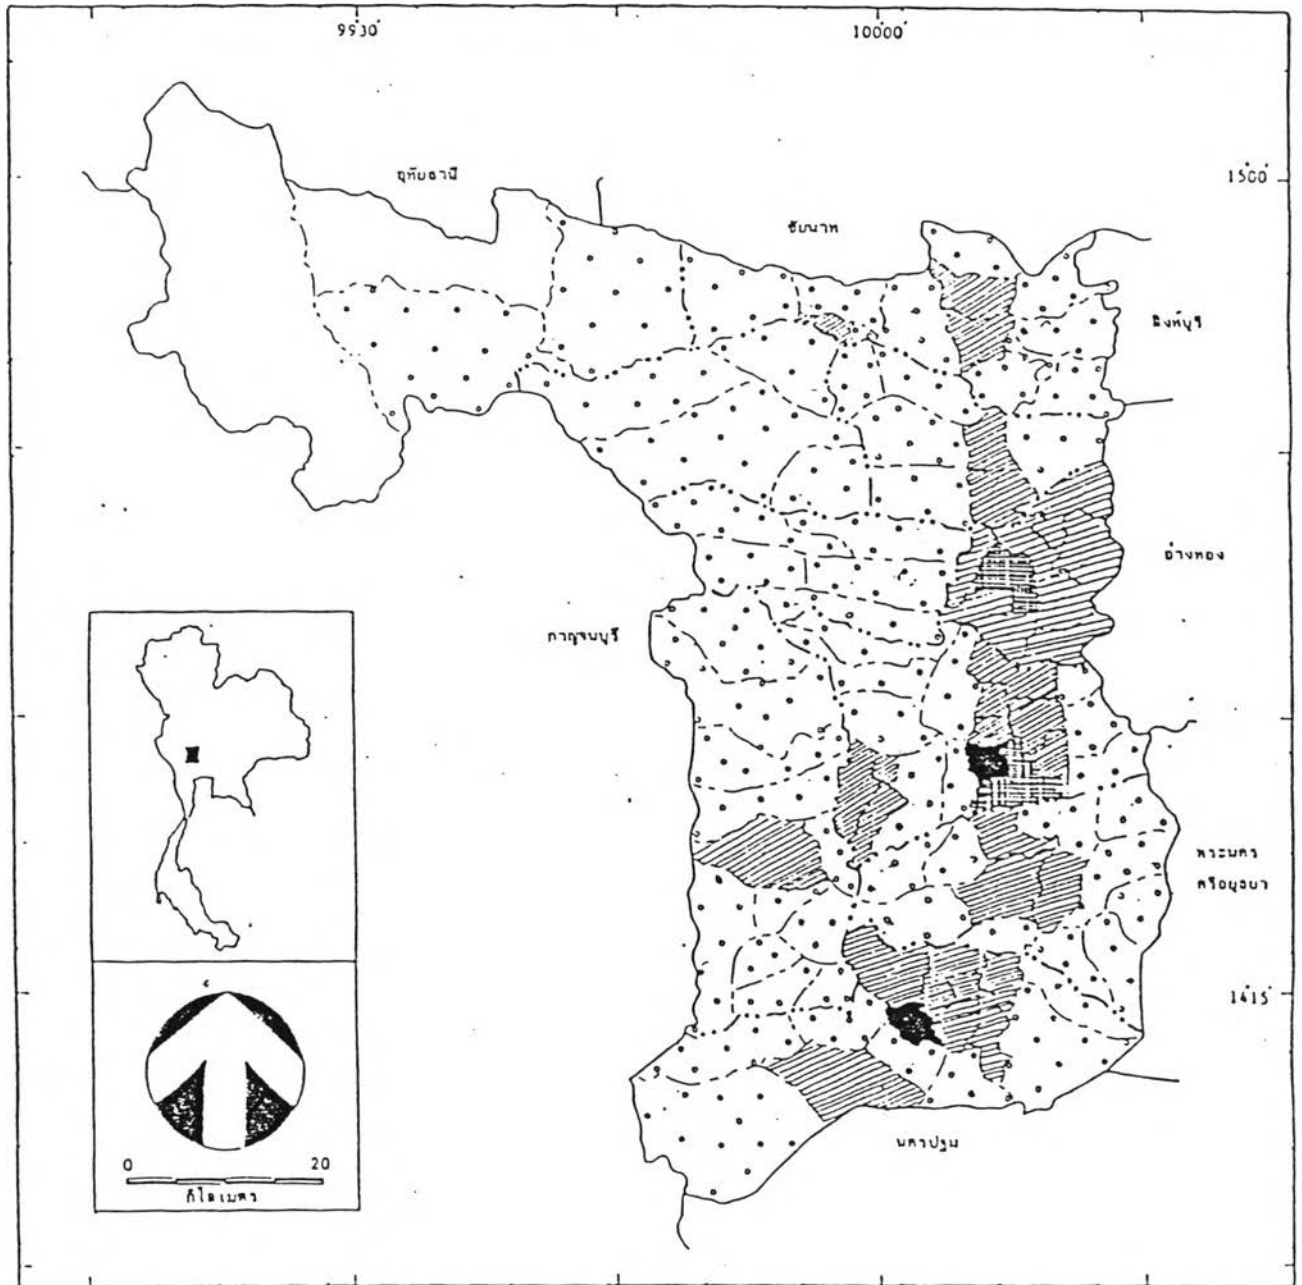 99°30'
100°00'
อุทัยธานี
15°00'
ชัยนาท
สิงห์บุรี
อ่างทอง
กาญจนบุรี
พระนคร
ศรีอยุธยา
14°15'
นครปฐม
0 20
กิโลเมตร